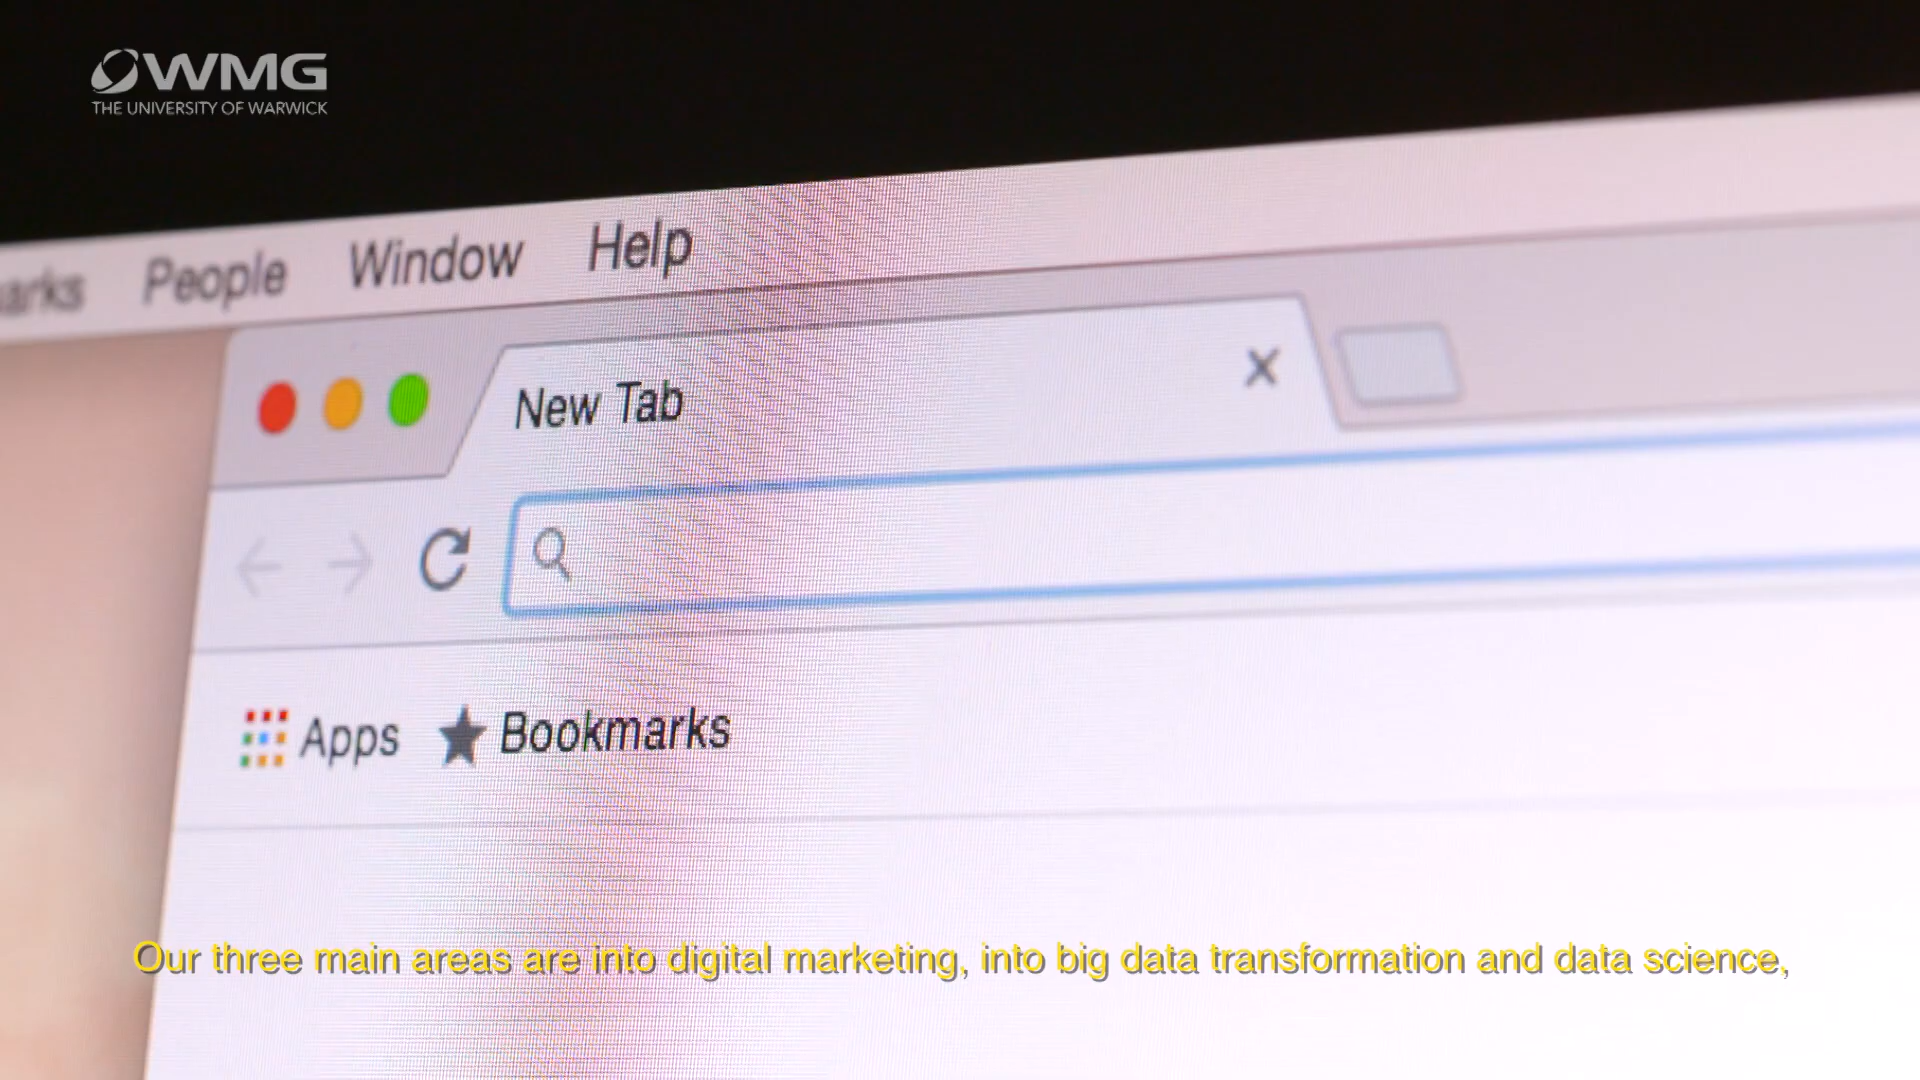 WMG
THE UNIVERSITY OF WARWICK
People Window Help
New Tab
Apps Bookmarks
Our three main areas are into digital marketing, into big data transformation and data science,